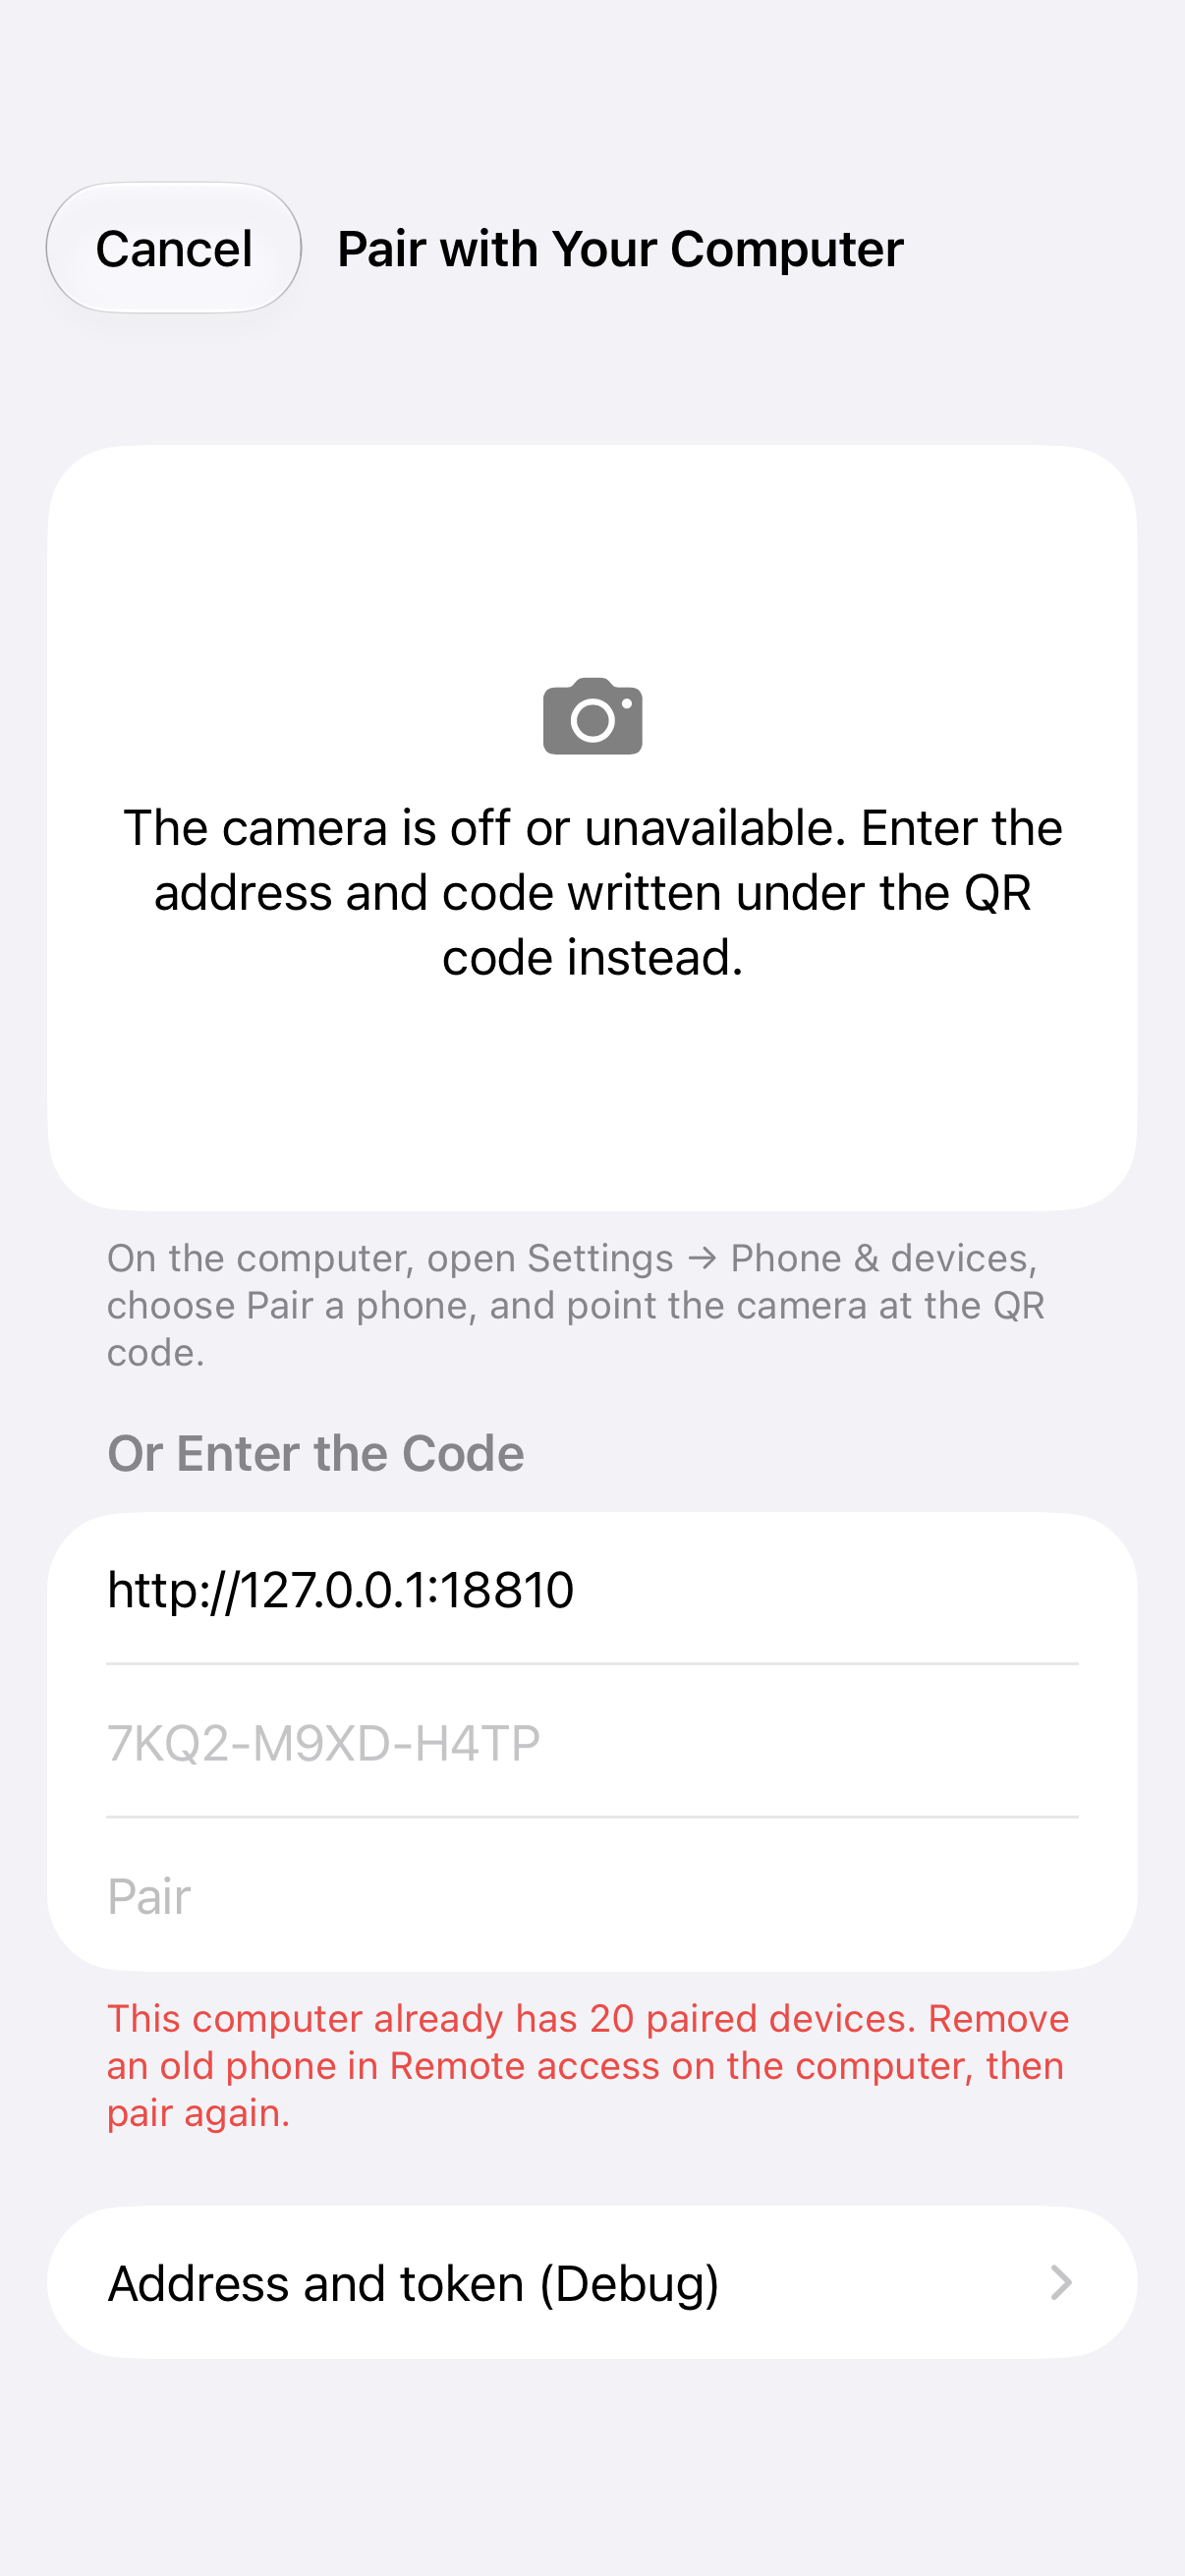 Cancel
Pair with Your Computer
The camera is off or unavailable. Enter the
address and code written under the QR
code instead.
On the computer, open Settings → Phone & devices,
choose Pair a phone, and point the camera at the QR
code.
Or Enter the Code
http://127.0.0.1:18810
7KQ2-M9XD-H4TP
Pair
This computer already has 20 paired devices. Remove
an old phone in Remote access on the computer, then
pair again.
Address and token (Debug)